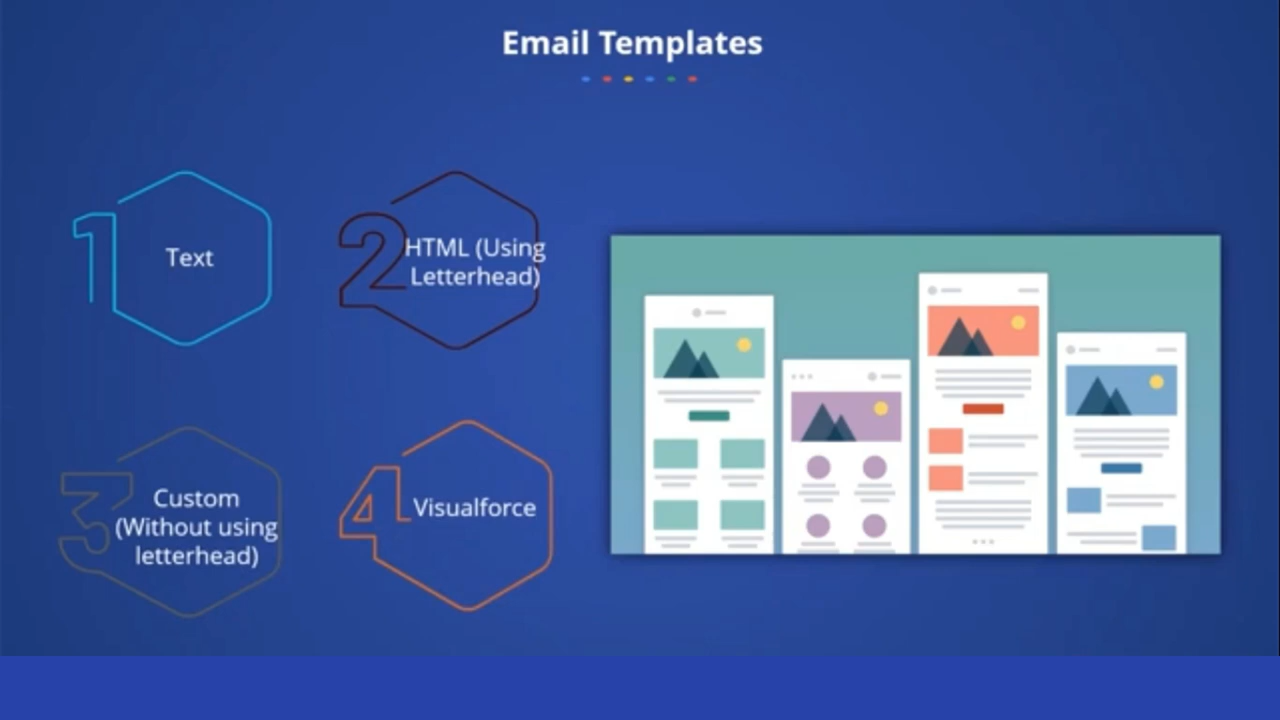 Email Templates
1
Text
2
HTML (Using
Letterhead)
3
Custom
(Without using
letterhead)
4
Visualforce